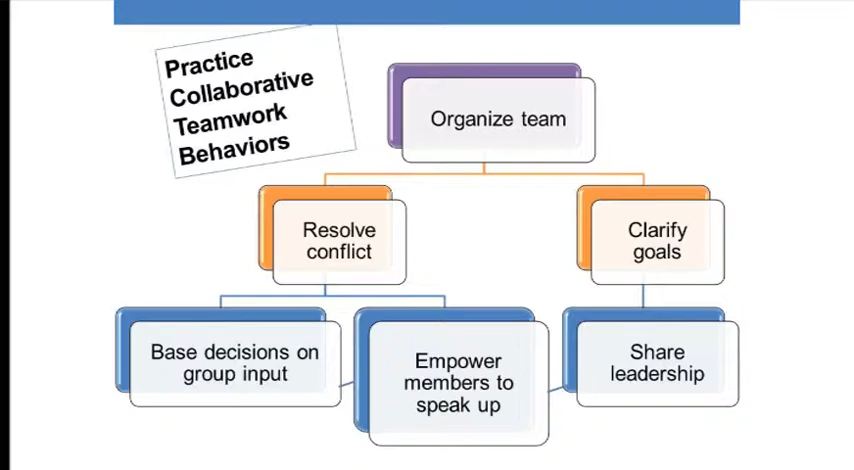 Practice
Collaborative
Teamwork
Behaviors
Organize team
Resolve
conflict
Clarify
goals
Base decisions on
group input
Empower
members to
speak up
Share
leadership